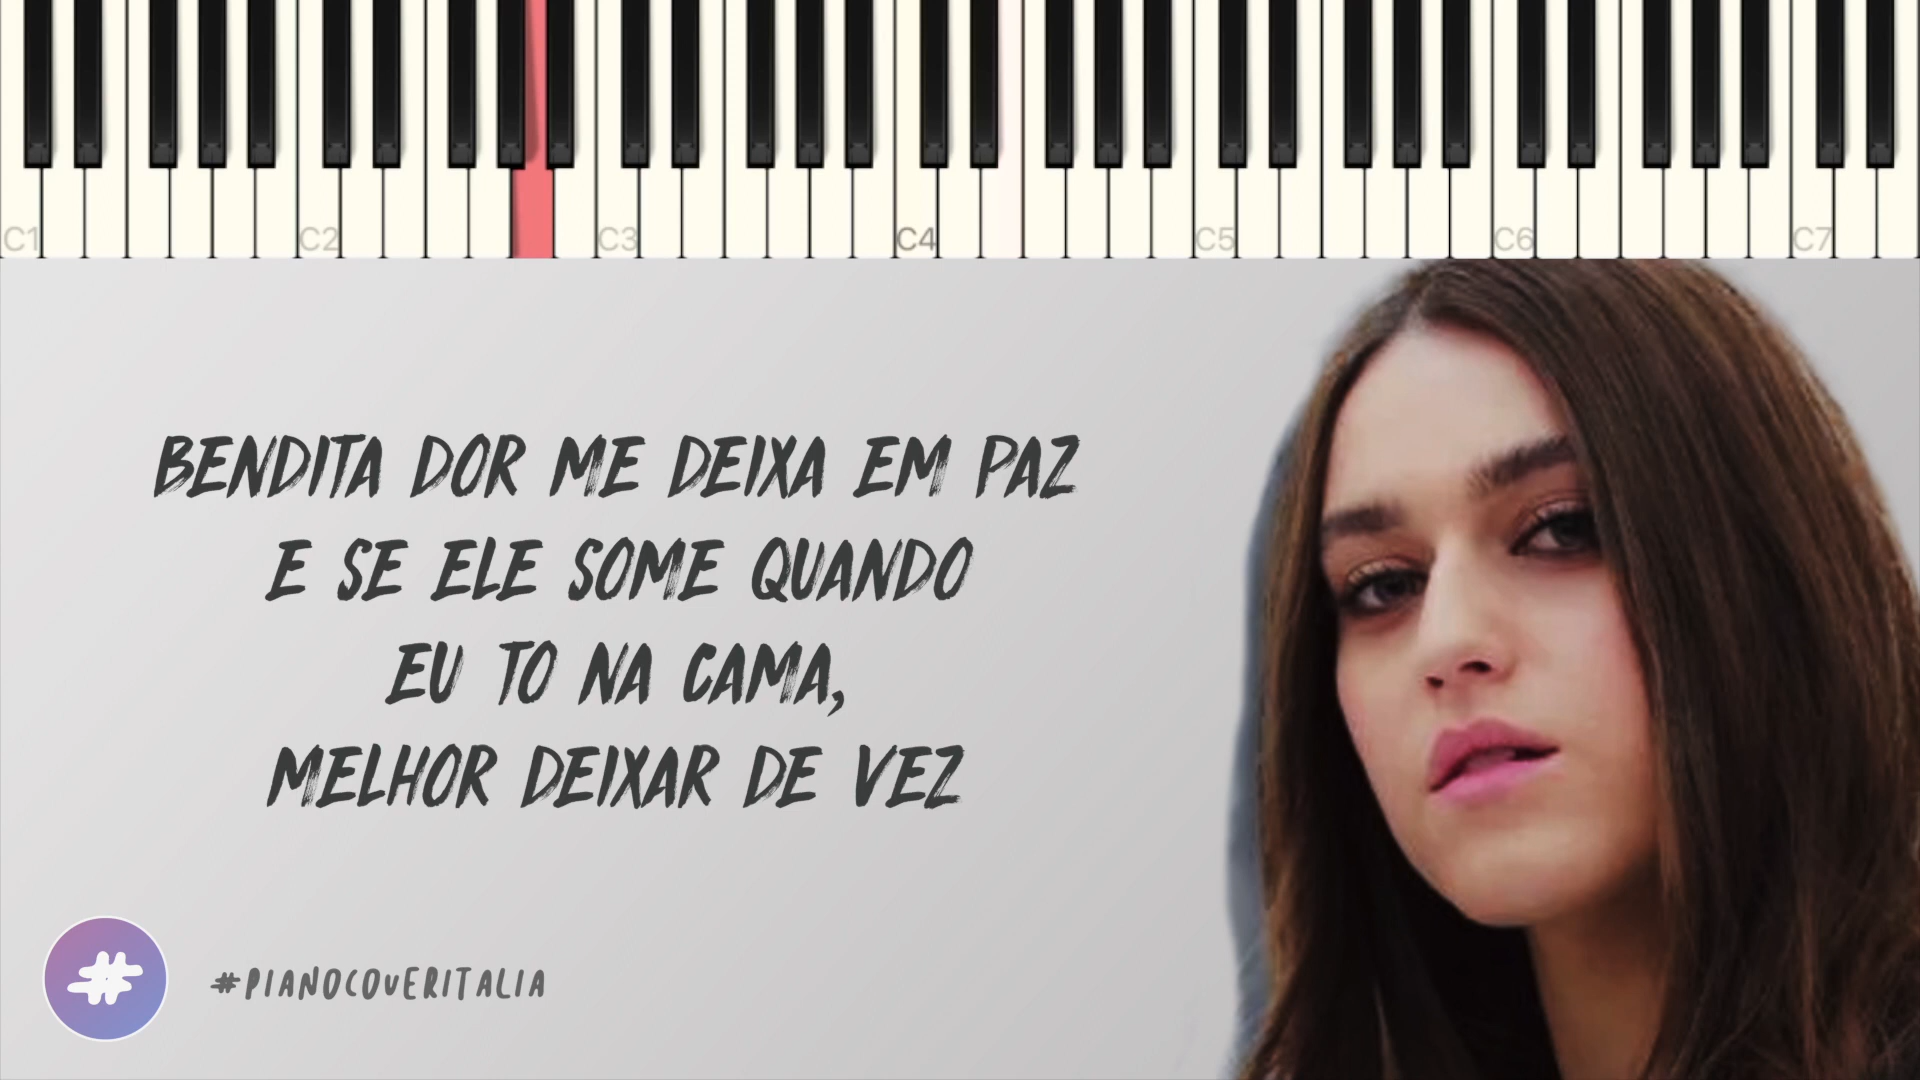 C1 C2 C3 C4 C5 C6 C7
BENDITA DOR ME DEIXA EM PAZ
E SE ELE SOME QUANDO
EU TO NA CAMA,
MELHOR DEIXAR DE VEZ
#
#PIANOCOVERITALIA